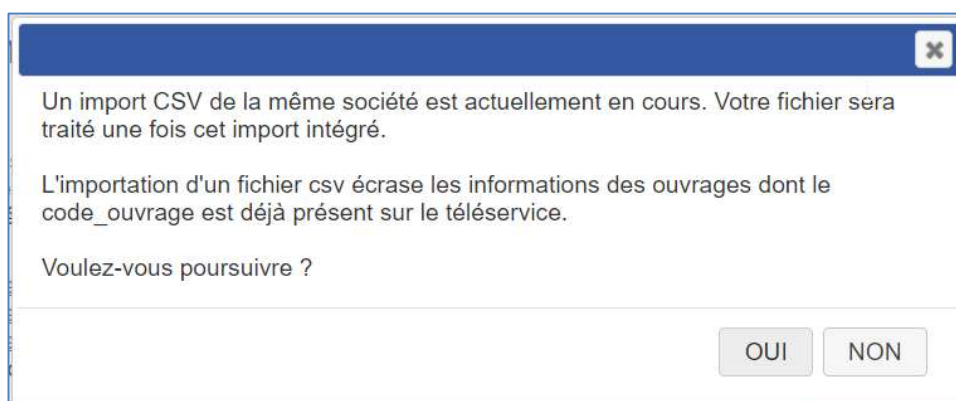 Un import CSV de la même société est actuellement en cours. Votre fichier sera
traité une fois cet import intégré.
L'importation d'un fichier csv écrase les informations des ouvrages dont le
code_ouvrage est déjà présent sur le téléservice.
Voulez-vous poursuivre ?
OUI NON